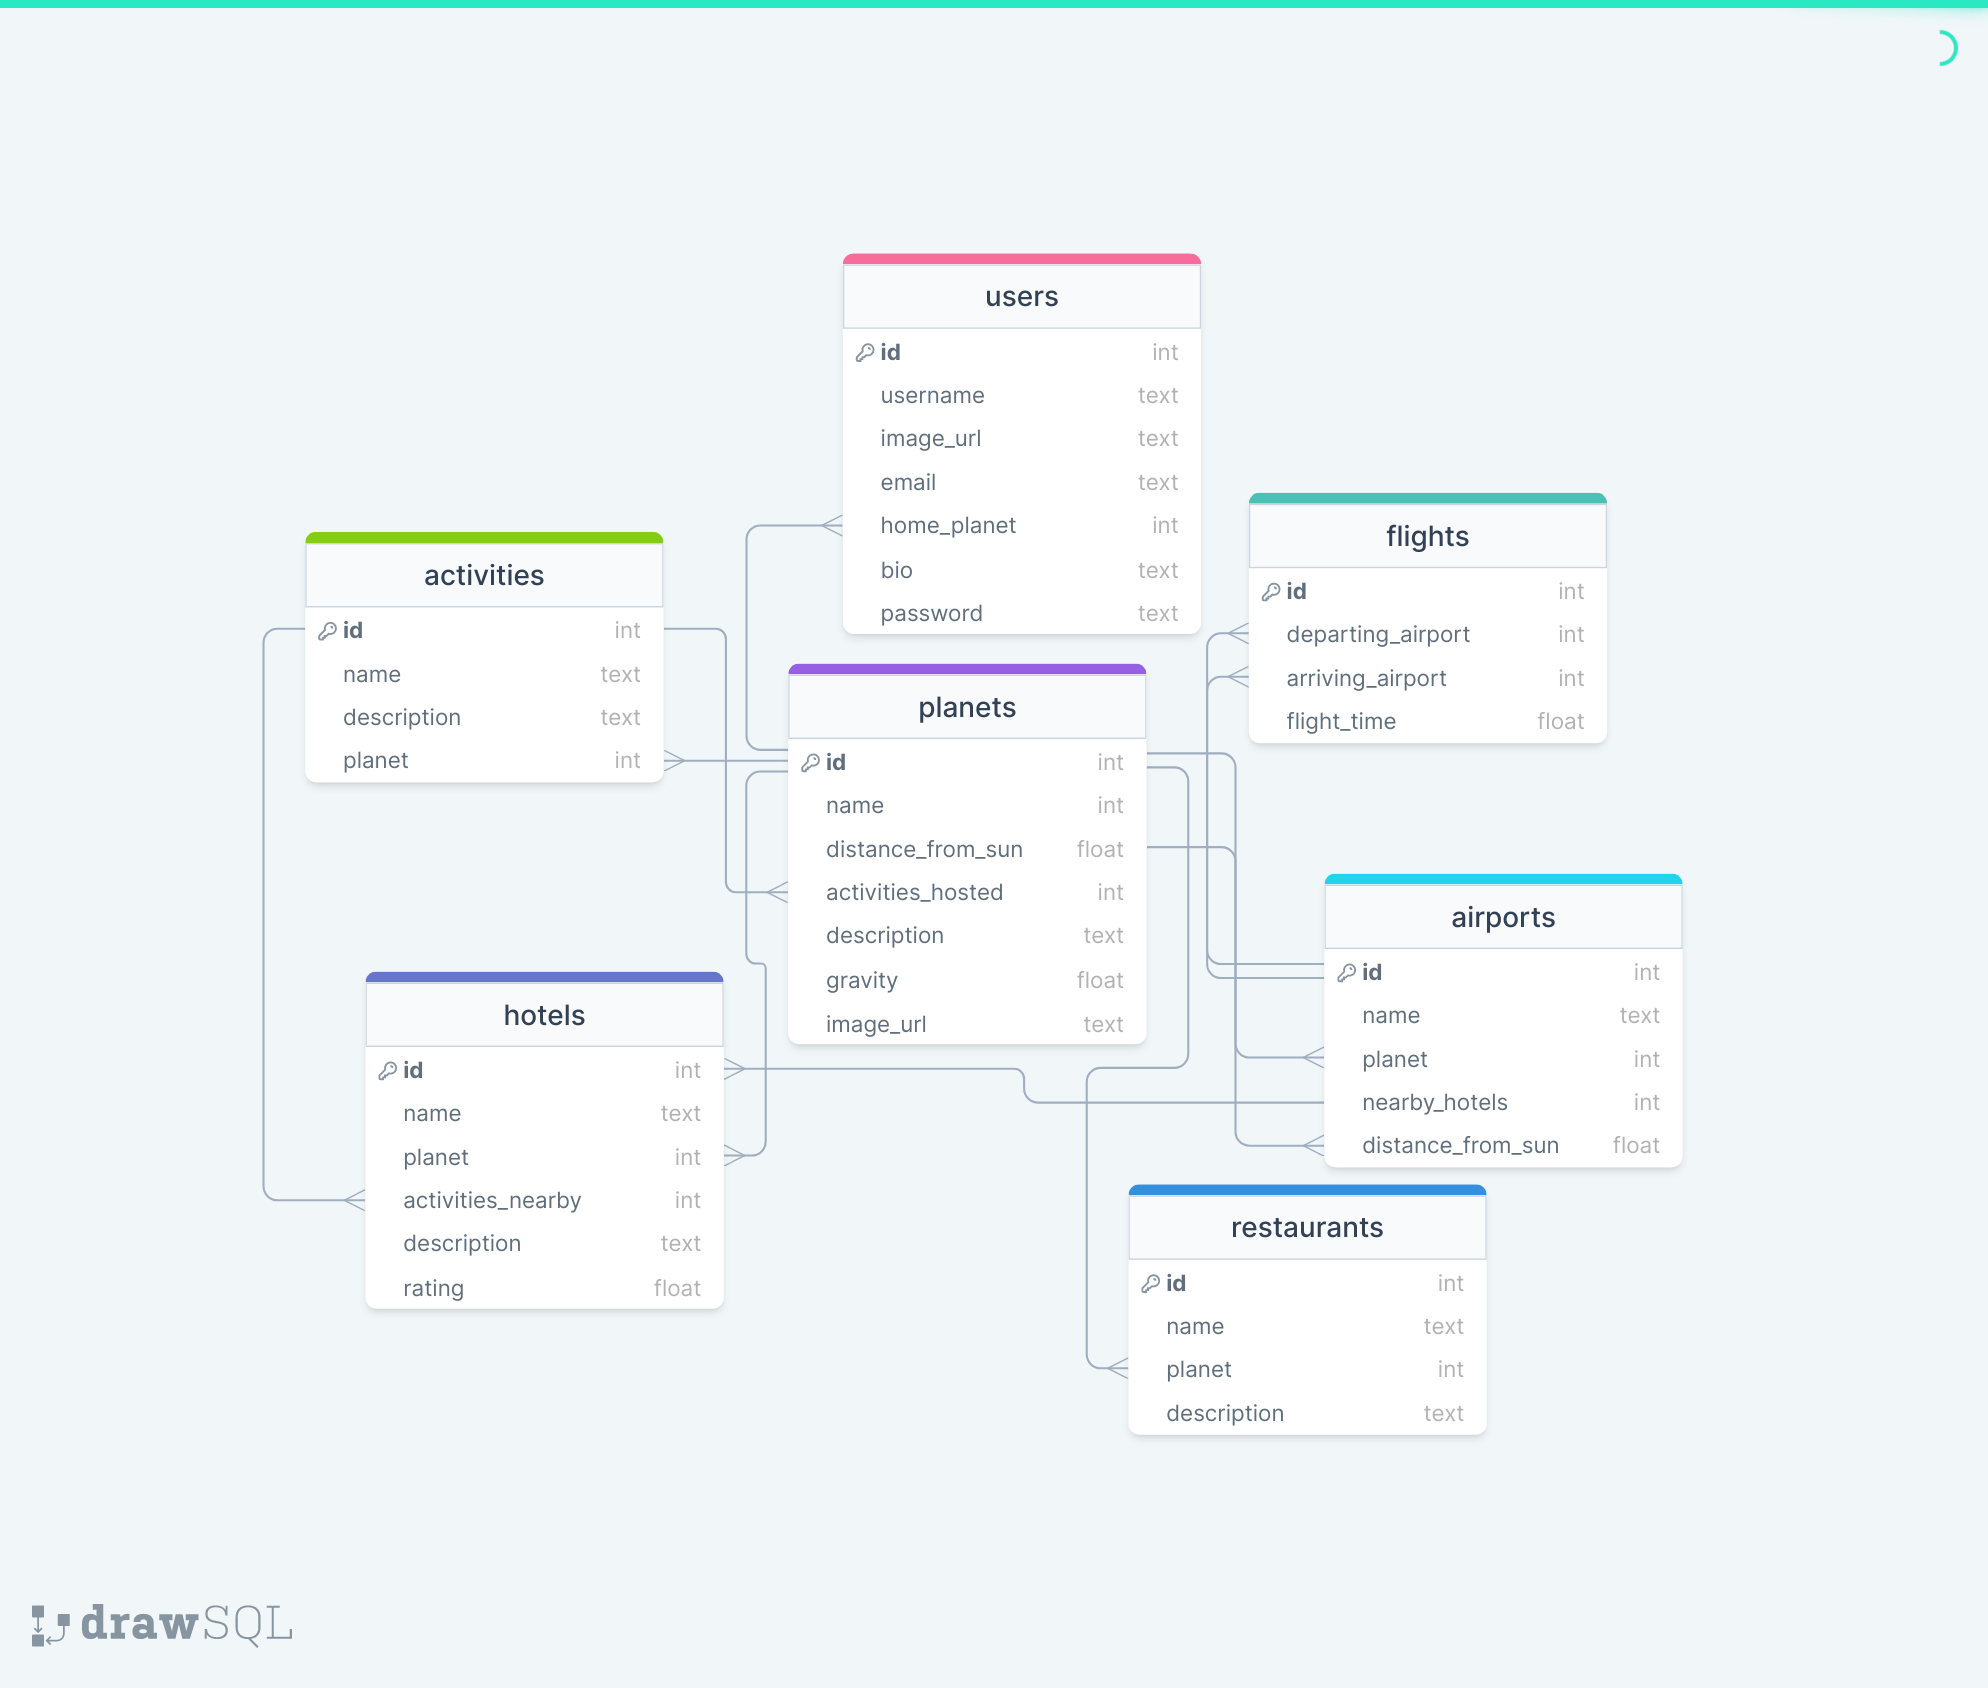 users
id int
username text
image_url text
email text
home_planet int
bio text
password text
flights
id int
departing_airport int
arriving_airport int
flight_time float
activities
id int
name text
description text
planet int
planets
id int
name int
distance_from_sun float
activities_hosted int
description text
gravity float
image_url text
airports
id int
name text
planet int
nearby_hotels int
distance_from_sun float
hotels
id int
name text
planet int
activities_nearby int
description text
rating float
restaurants
id int
name text
planet int
description text
drawSQL